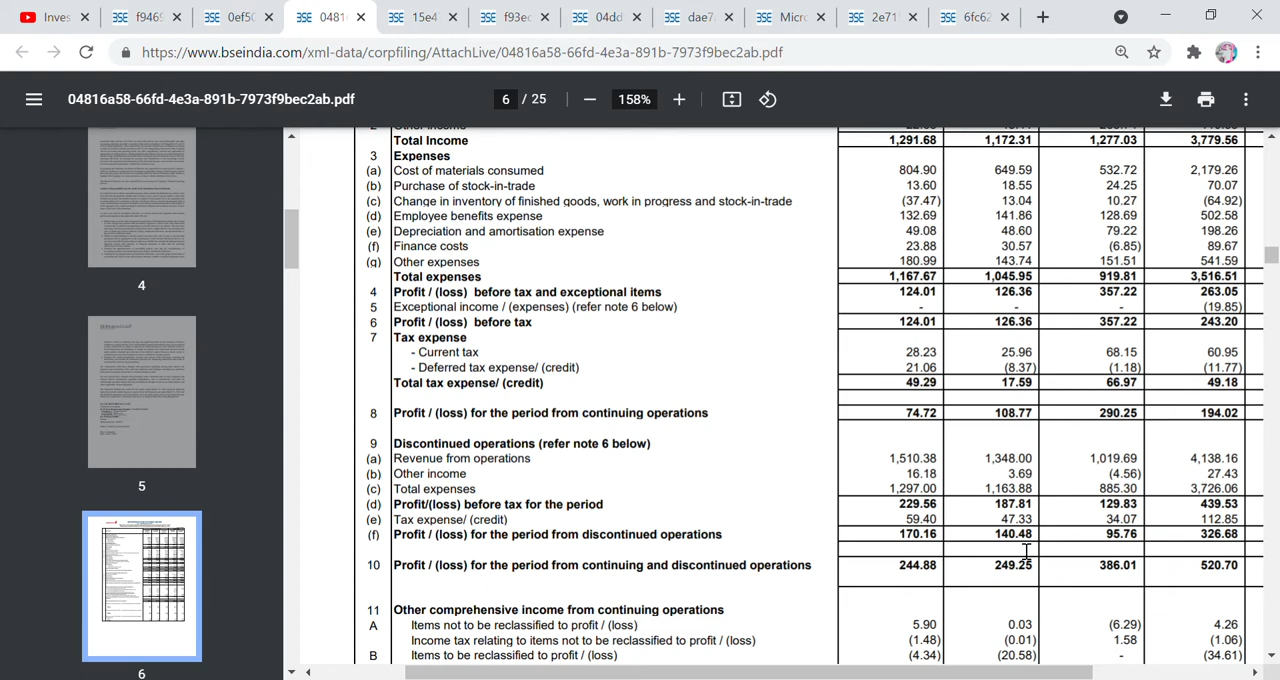 Inves
f946
0ef50
0481
15e4
f93ec
04dd
dae7
Micro
2e71
6fc62
https://www.bseindia.com/xml-data/corpfiling/AttachLive/04816a58-66fd-4e3a-891b-7973f9bec2ab.pdf
04816a58-66fd-4e3a-891b-7973f9bec2ab.pdf 6 / 25 158%
4
5
6
Total Income 1,291.68 1,172.31 1,277.03 3,779.56
3 Expenses
(a) Cost of materials consumed 804.90 649.59 532.72 2,179.26
(b) Purchase of stock-in-trade 13.60 18.55 24.25 70.07
(c) Change in inventory of finished goods, work in progress and stock-in-trade (37.47) 13.04 10.27 (64.92)
(d) Employee benefits expense 132.69 141.86 128.69 502.58
(e) Depreciation and amortisation expense 49.08 48.60 79.22 198.26
(f) Finance costs 23.88 30.57 (6.85) 89.67
(g) Other expenses 180.99 143.74 151.51 541.59
Total expenses 1,167.67 1,045.95 919.81 3,516.51
4 Profit / (loss) before tax and exceptional items 124.01 126.36 357.22 263.05
5 Exceptional income / (expenses) (refer note 6 below) - - - (19.85)
6 Profit / (loss) before tax 124.01 126.36 357.22 243.20
7 Tax expense
- Current tax 28.23 25.96 68.15 60.95
- Deferred tax expense/ (credit) 21.06 (8.37) (1.18) (11.77)
Total tax expense/ (credit) 49.29 17.59 66.97 49.18
8 Profit / (loss) for the period from continuing operations 74.72 108.77 290.25 194.02
9 Discontinued operations (refer note 6 below)
(a) Revenue from operations 1,510.38 1,348.00 1,019.69 4,138.16
(b) Other income 16.18 3.69 (4.56) 27.43
(c) Total expenses 1,297.00 1,163.88 885.30 3,726.06
(d) Profit/(loss) before tax for the period 229.56 187.81 129.83 439.53
(e) Tax expense/ (credit) 59.40 47.33 34.07 112.85
(f) Profit / (loss) for the period from discontinued operations 170.16 140.48 95.76 326.68
10 Profit / (loss) for the period from continuing and discontinued operations 244.88 249.25 386.01 520.70
11 Other comprehensive income from continuing operations
A Items not to be reclassified to profit / (loss) 5.90 0.03 (6.29) 4.26
Income tax relating to items not to be reclassified to profit / (loss) (1.48) (0.01) 1.58 (1.06)
B Items to be reclassified to profit / (loss) (4.34) (20.58) - (34.61)